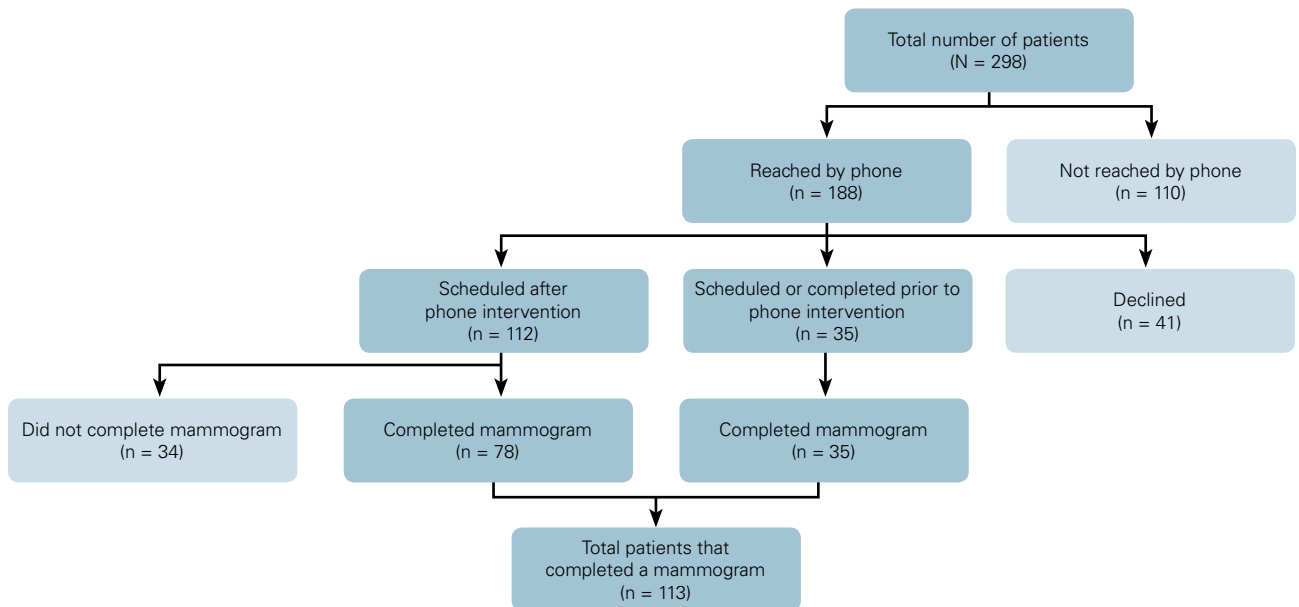 Total number of patients
(N = 298)
Reached by phone
(n = 188)
Not reached by phone
(n = 110)
Scheduled after
phone intervention
(n = 112)
Scheduled or completed prior to
phone intervention
(n = 35)
Declined
(n = 41)
Did not complete mammogram
(n = 34)
Completed mammogram
(n = 78)
Completed mammogram
(n = 35)
Total patients that
completed a mammogram
(n = 113)